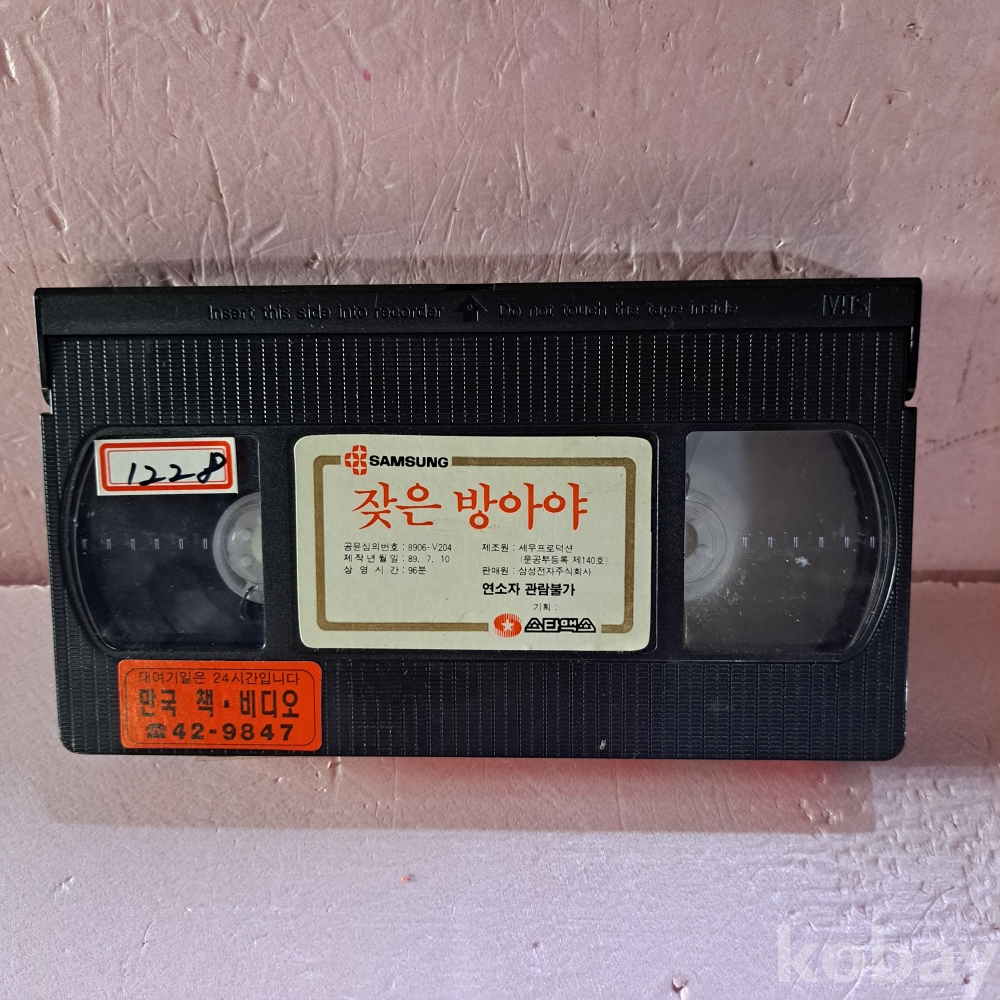 Insert this side into recorder Do not touch the tape inside VHS
1228
SAMSUNG
잦은 방아야
공윤심의번호 : 8906-V204
제작년월일 : 89. 7. 10
상영시간 : 96분
제조원 : 세우프로덕션
(문공부등록 제140호)
판매원 : 삼성전자주식회사
연소자 관람불가
기획 :
스타맥스
대여기일은 24시간입니다
만국 책·비디오
☎42-9847
kobay